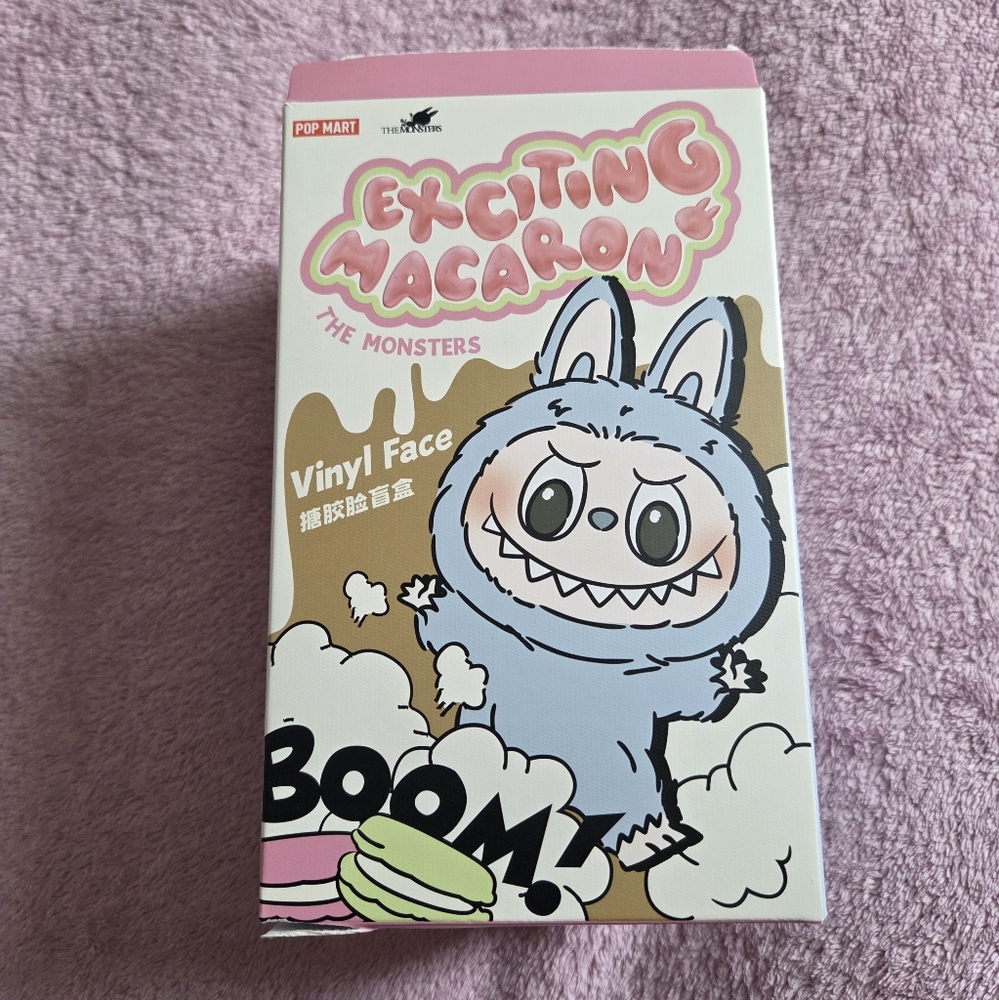 POP MART
THE MONSTERS
EXCITING
MACARON
THE MONSTERS
Vinyl Face
搪胶脸盲盒
BOOM!